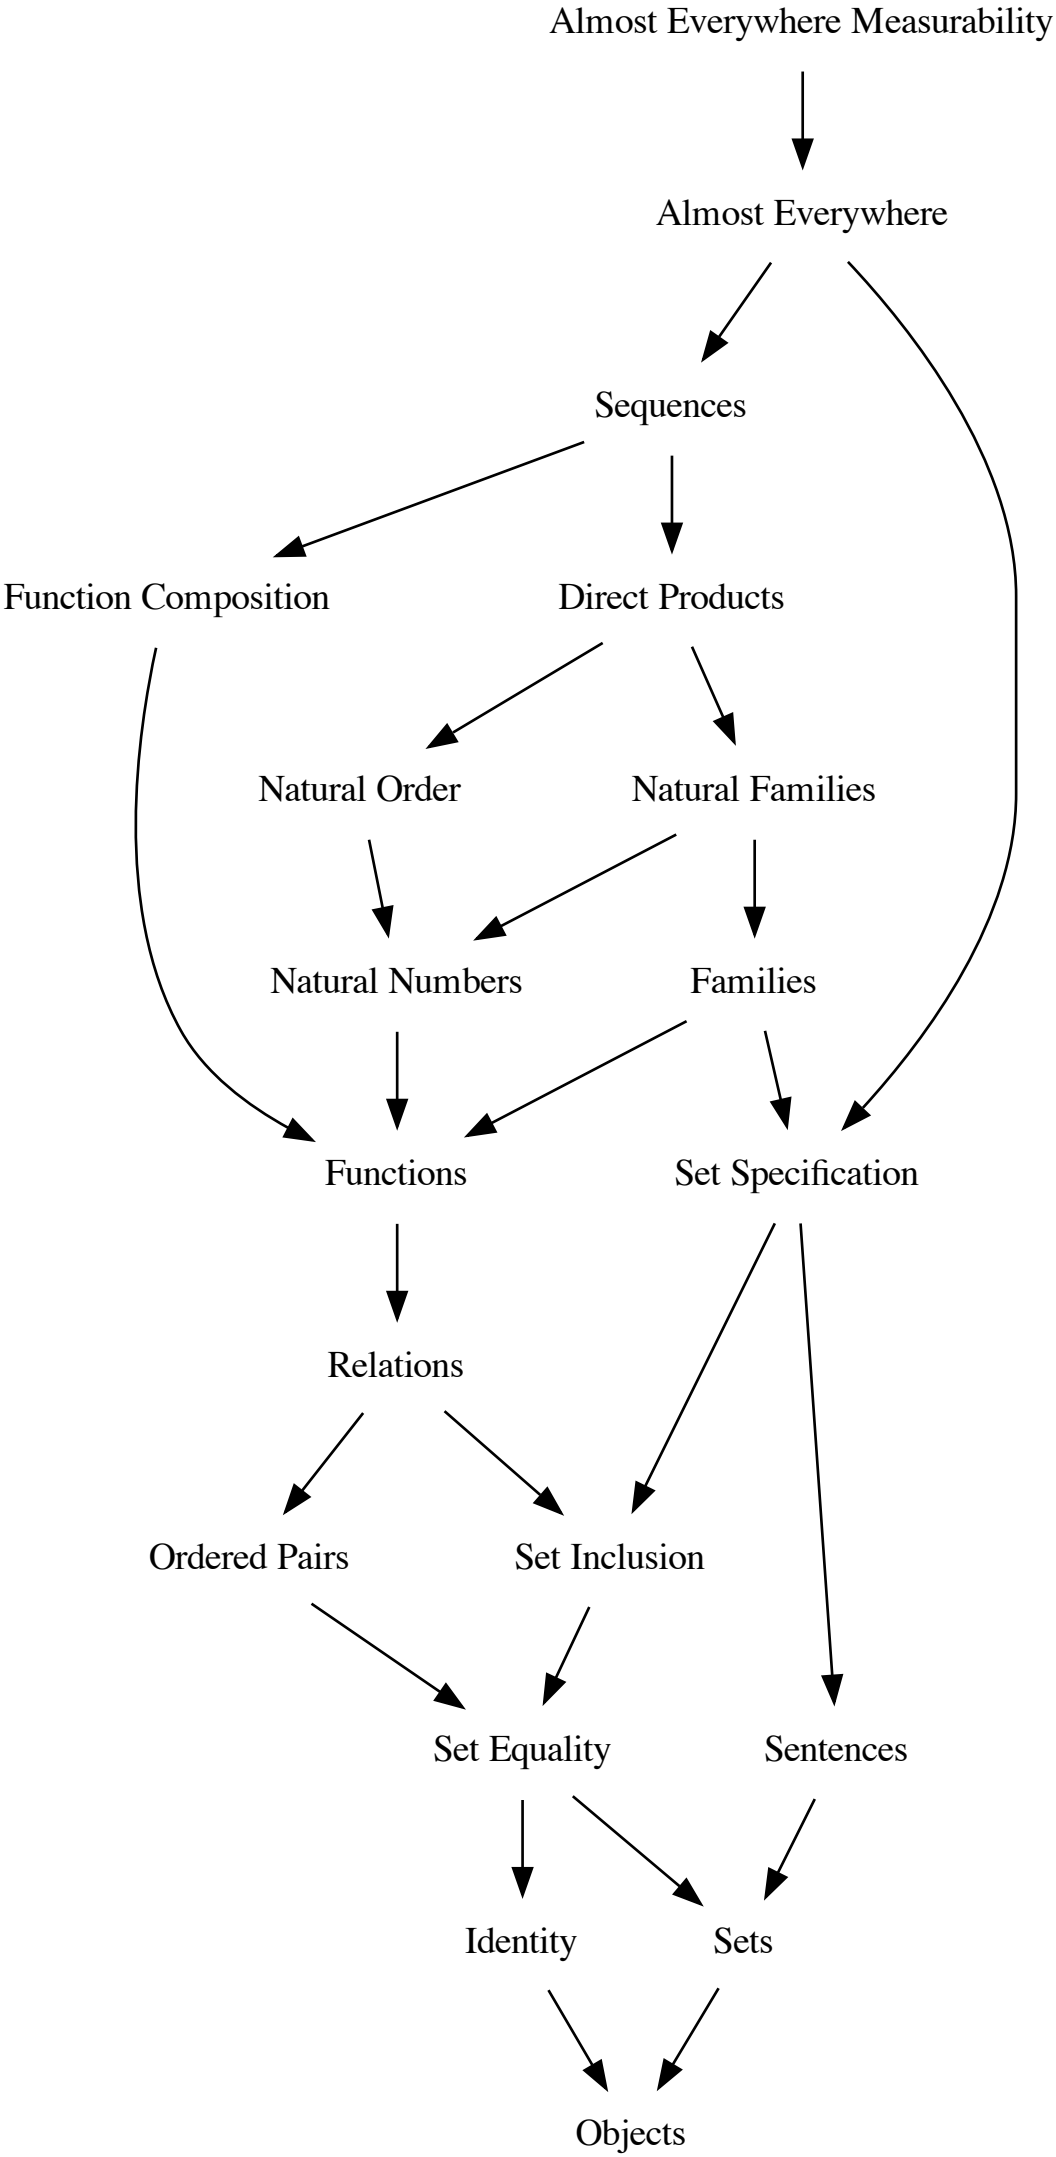 Almost Everywhere Measurability
Almost Everywhere
Sequences
Function Composition
Direct Products
Natural Order
Natural Families
Natural Numbers
Families
Functions
Set Specification
Relations
Ordered Pairs
Set Inclusion
Set Equality
Sentences
Identity
Sets
Objects